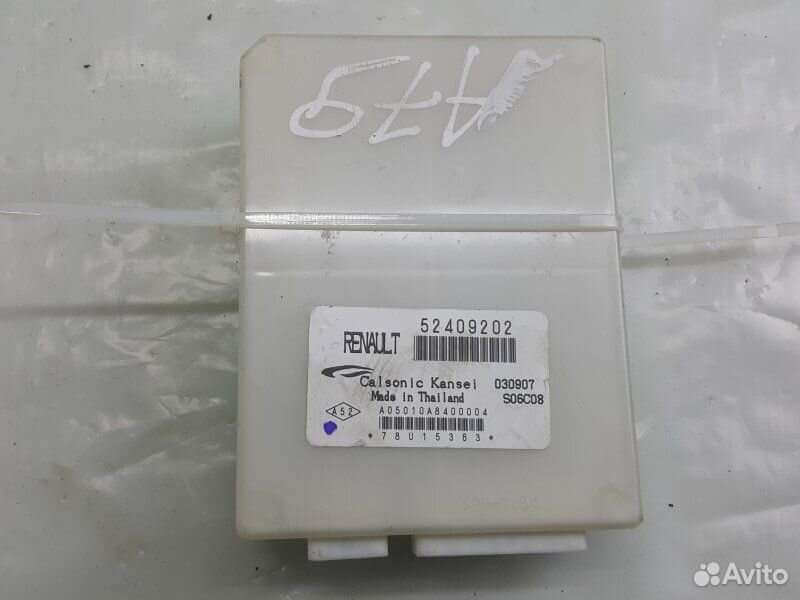 A79
RENAULT
52409202
Calsonic Kansei 030907
Made in Thailand S06C08
A52
A05010A8400004
*78U15363*
Avito